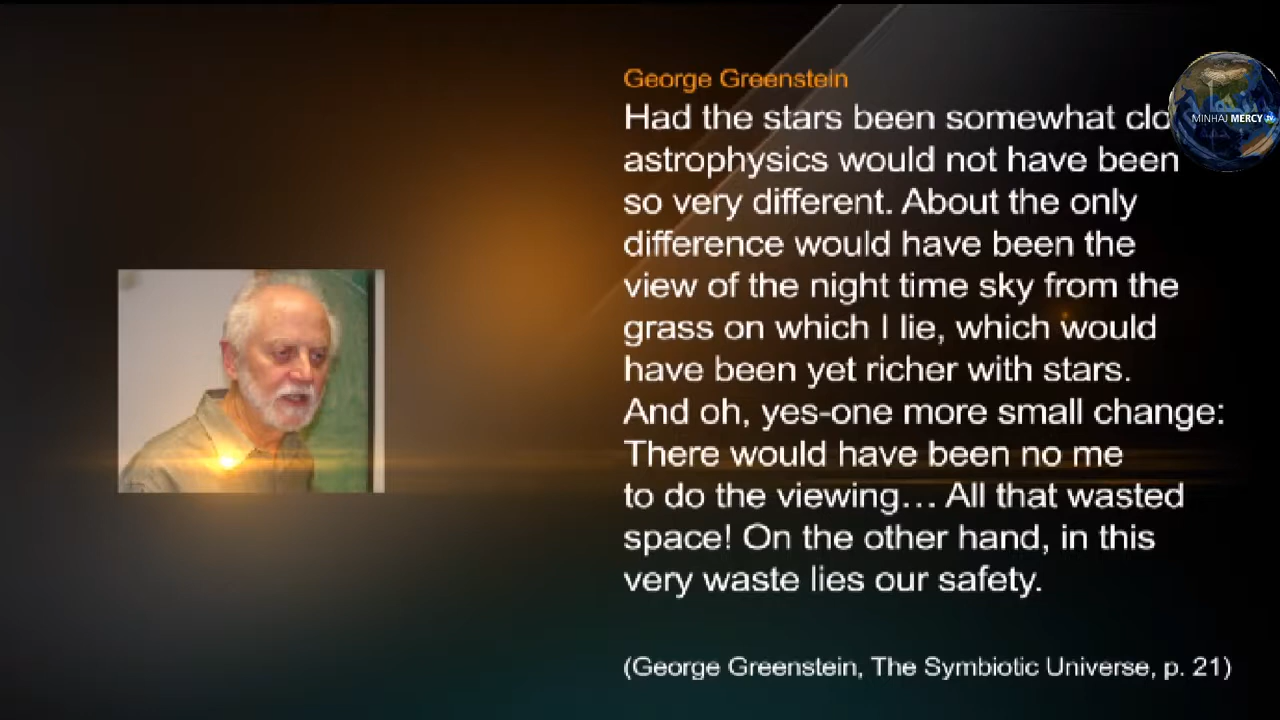 George Greenstein
Had the stars been somewhat
astrophysics would not have been
so very different. About the only
difference would have been the
view of the night time sky from the
grass on which I lie, which would
have been yet richer with stars.
And oh, yes-one more small change:
There would have been no me
to do the viewing… All that wasted
space! On the other hand, in this
very waste lies our safety.
(George Greenstein, The Symbiotic Universe, p. 21)
MINHAJ MERCY